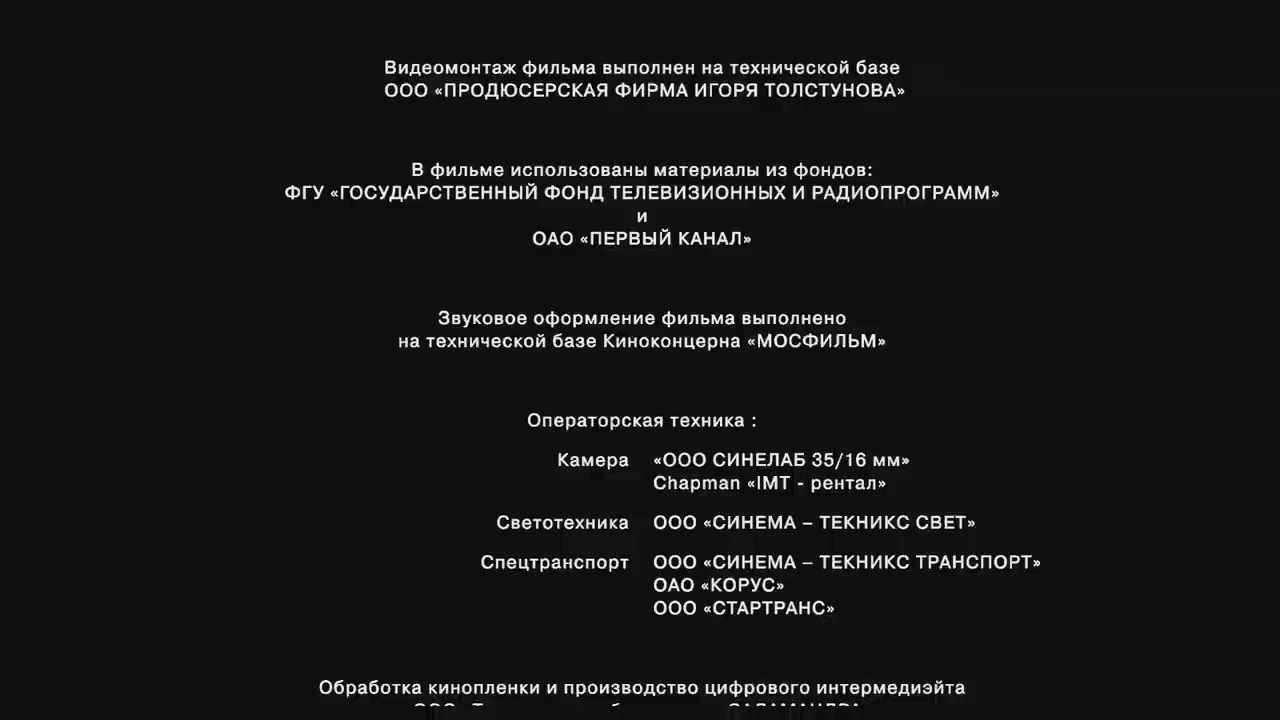 Видеомонтаж фильма выполнен на технической базе
ООО «ПРОДЮСЕРСКАЯ ФИРМА ИГОРЯ ТОЛСТУНОВА»
В фильме использованы материалы из фондов:
ФГУ «ГОСУДАРСТВЕННЫЙ ФОНД ТЕЛЕВИЗИОННЫХ И РАДИОПРОГРАММ»
и
ОАО «ПЕРВЫЙ КАНАЛ»
Звуковое оформление фильма выполнено
на технической базе Киноконцерна «МОСФИЛЬМ»
Операторская техника :
Камера «ООО СИНЕЛАБ 35/16 мм»
Chapman «IMT - рентал»
Светотехника ООО «СИНЕМА – ТЕКНИКС СВЕТ»
Спецтранспорт ООО «СИНЕМА – ТЕКНИКС ТРАНСПОРТ»
ОАО «КОРУС»
ООО «СТАРТРАНС»
Обработка кинопленки и производство цифрового интермедиэйта